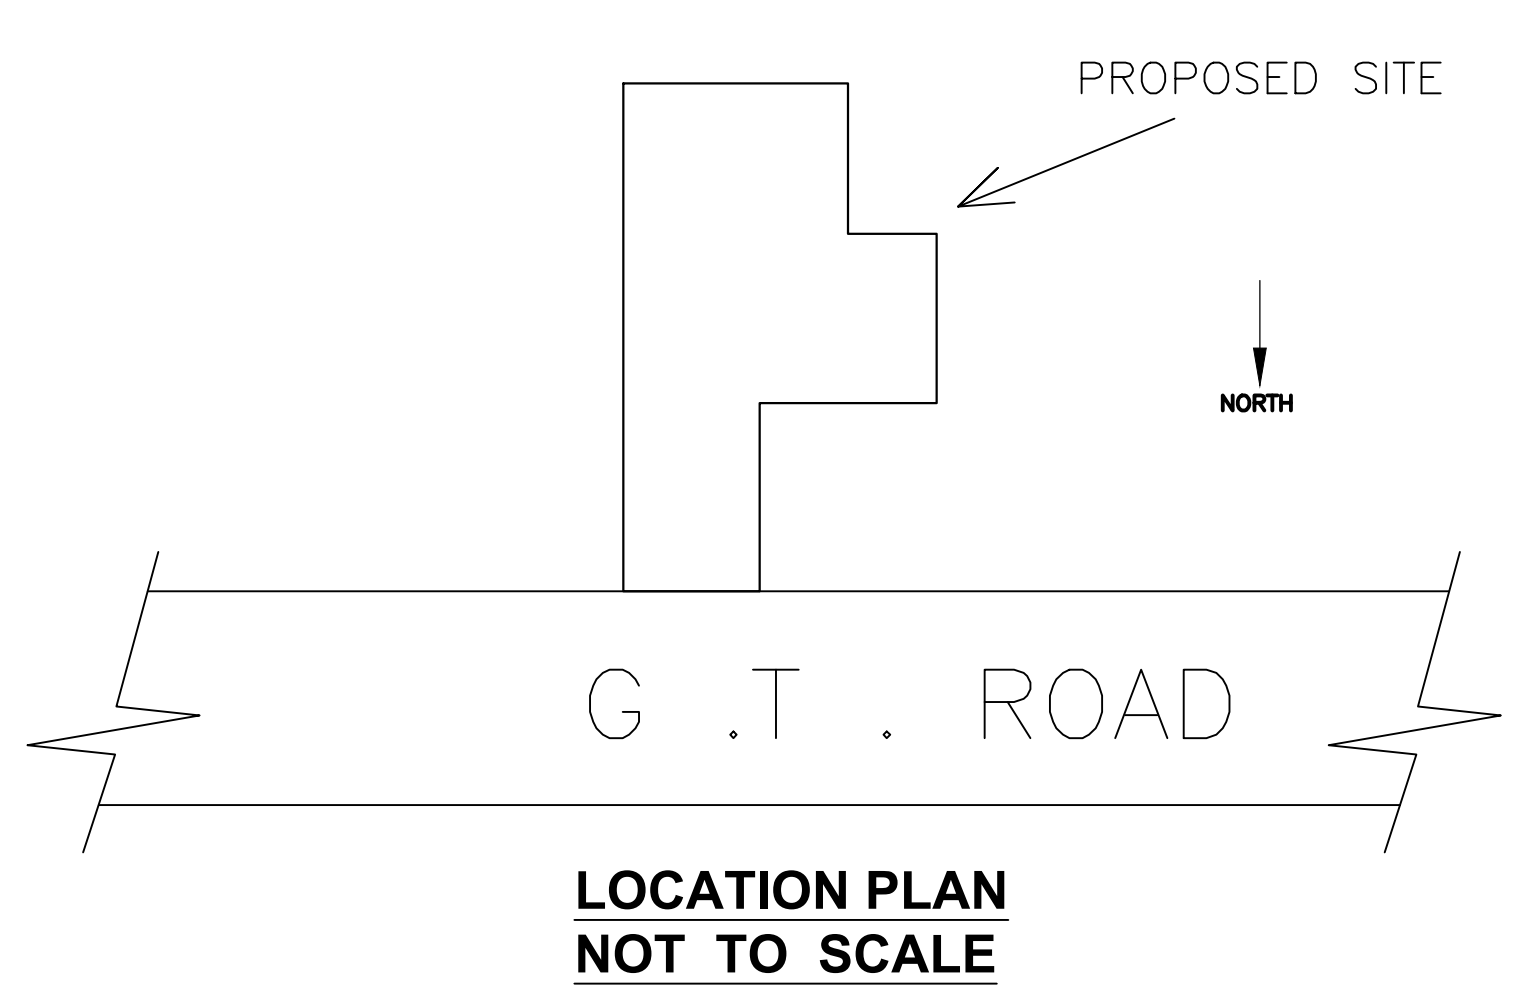 PROPOSED SITE
NORTH
G .T . ROAD
LOCATION PLAN
NOT TO SCALE